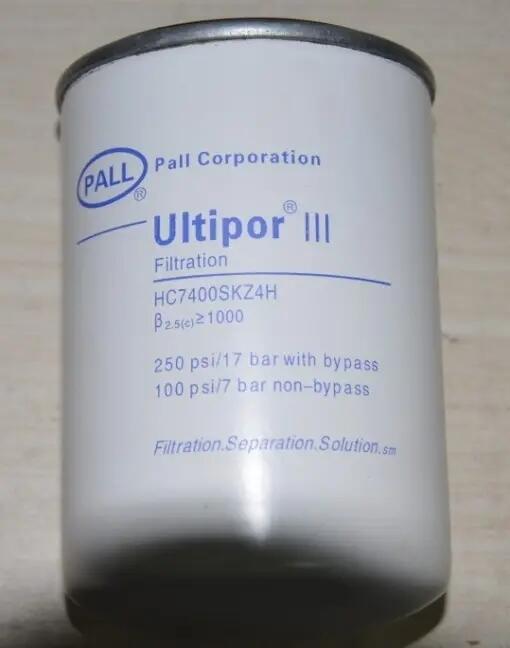 PALL® Pall Corporation
Ultipor® III
Filtration
HC7400SKZ4H
β2.5(c)≥1000
250 psi/17 bar with bypass
100 psi/7 bar non-bypass
Filtration.Separation.Solution.sm